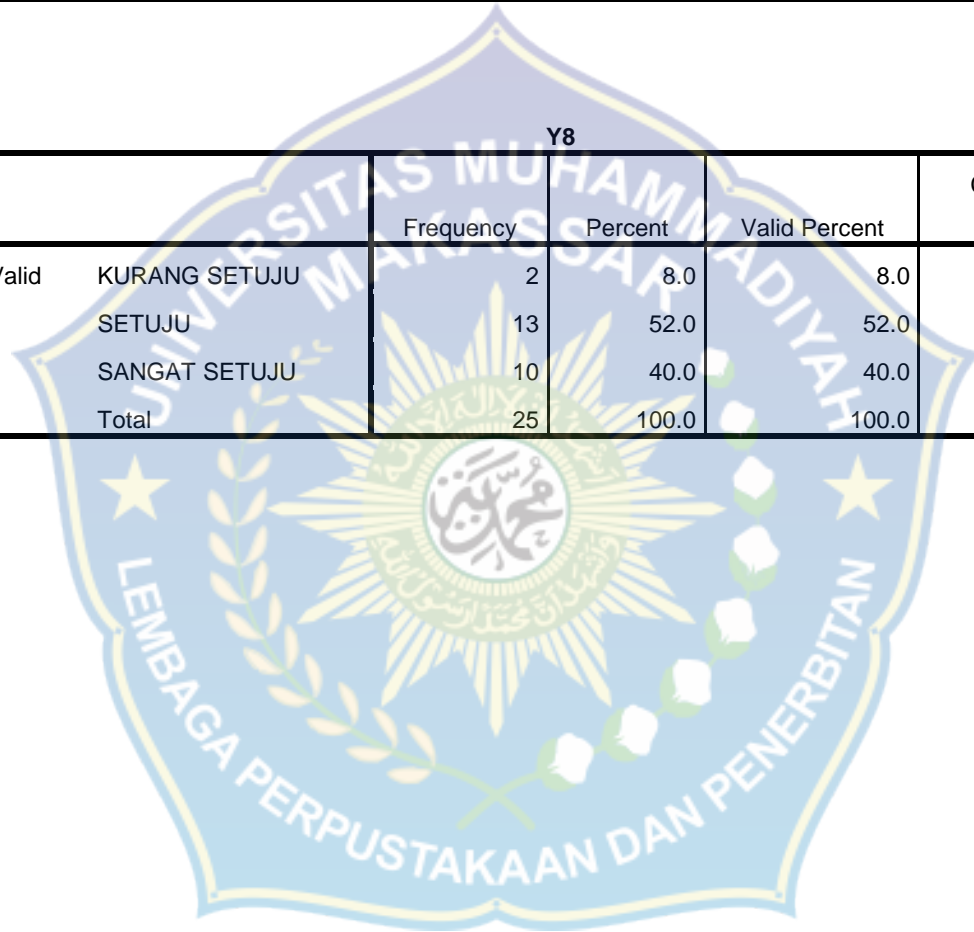 Y8
Frequency Percent Valid Percent
Valid KURANG SETUJU 2 8.0 8.0
SETUJU 13 52.0 52.0
SANGAT SETUJU 10 40.0 40.0
Total 25 100.0 100.0
UNIVERSITAS MUHAMMADIYAH
MAKASSAR
LEMBAGA PERPUSTAKAAN DAN PENERBITAN